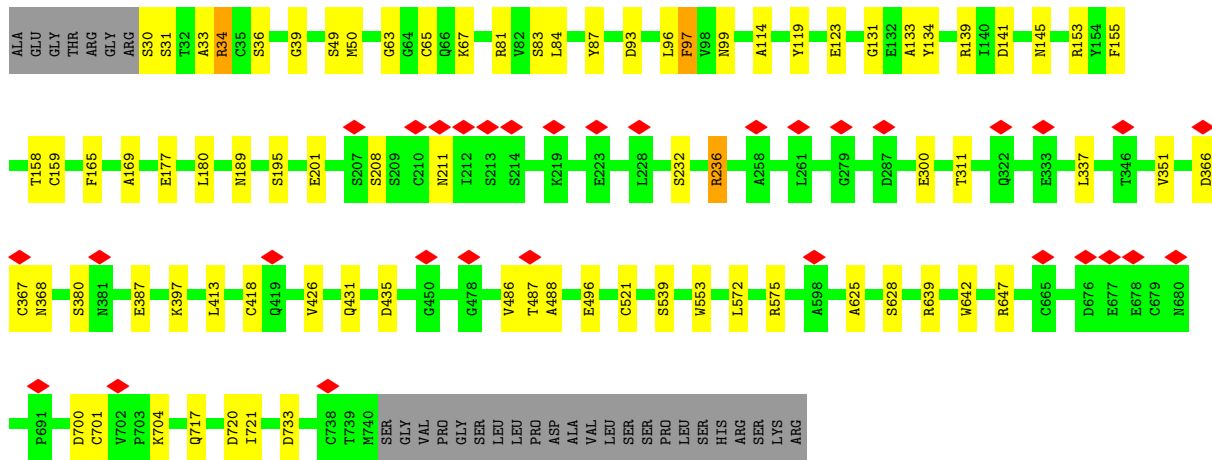 ALA GLU GLY THR ARG GLY ARG S30 S31 T32 A33 R34 C35 S36 G39 S49 M50 G63 G64 C65 Q66 K67 R81 V82 S83 L84 Y87 D93 L96 F97 V98 N99 A114 Y119 E123 G131 E132 A133 Y134 R139 I140 D141 N145 R153 Y154 F155
T158 C159 F165 A169 E177 L180 N189 S195 E201 S207 S208 S209 C210 N211 I212 S213 S214 K219 E223 L228 S232 R236 A258 L261 G279 D287 E300 T311 Q322 E333 L337 T346 V351 D366
C367 N368 S380 N381 E387 K397 L413 C418 Q419 V426 Q431 D435 G450 G478 V486 T487 A488 E496 C521 S539 W553 L572 R575 A598 A625 S628 R639 W642 R647 C665 D676 E677 E678 C679 N680
P691 D700 C701 V702 P703 K704 Q717 D720 I721 D733 C738 T739 M740 SER GLY VAL PRO GLY SER LEU LEU PRO ASP ALA VAL LEU SER SER PRO LEU SER HIS ARG SER LYS ARG